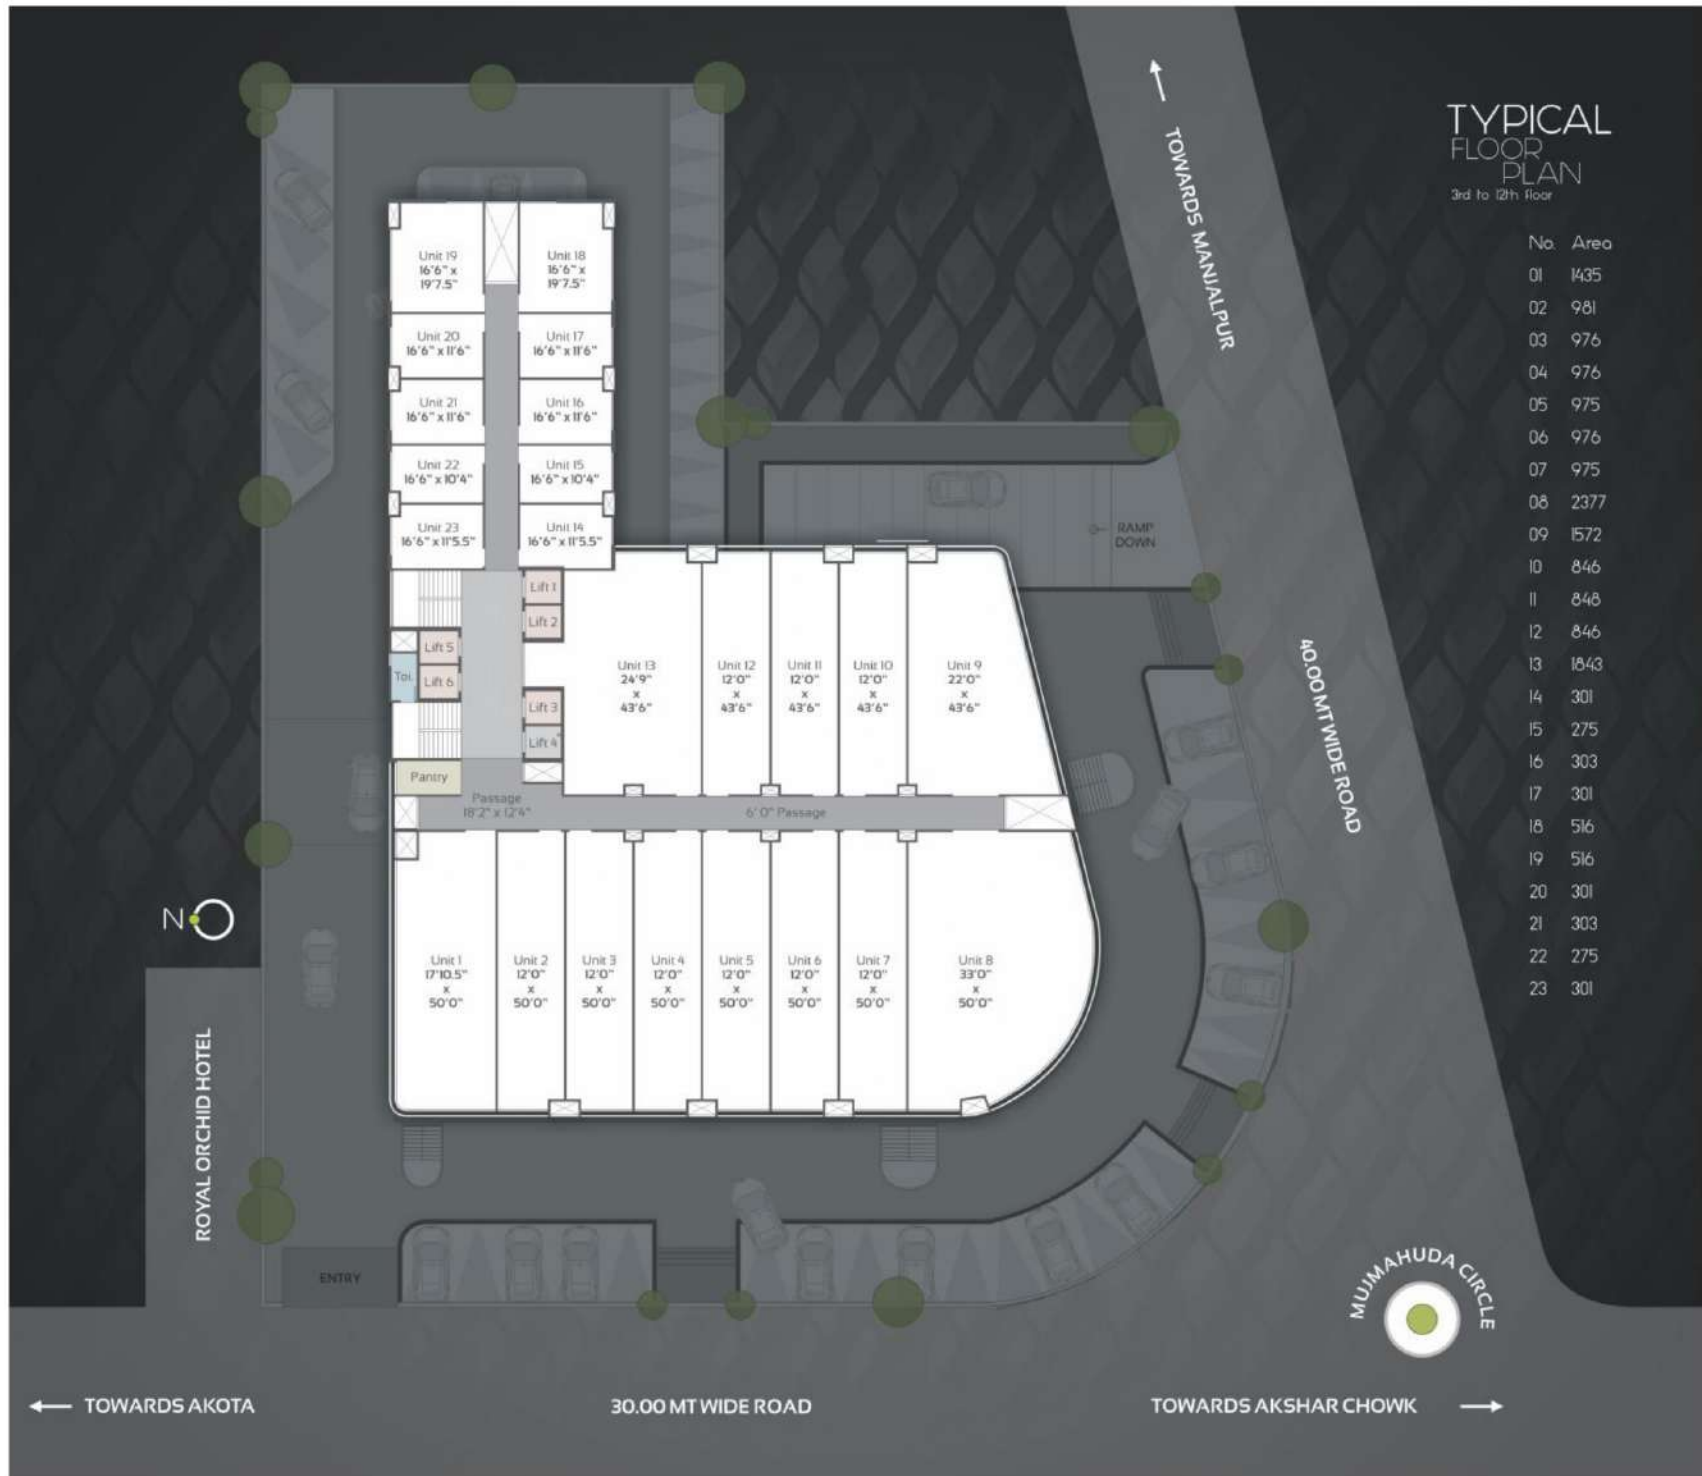 TYPICAL
FLOOR
PLAN
3rd to 12th floor
No. Area
01 1435
02 981
03 976
04 976
05 975
06 976
07 975
08 2377
09 1572
10 846
11 848
12 846
13 1843
14 301
15 275
16 303
17 301
18 516
19 516
20 301
21 303
22 275
23 301
TOWARDS MANJALPUR
40.00 MT WIDE ROAD
RAMP
DOWN
Unit 19
16'6" x
19'7.5"
Unit 18
16'6" x
19'7.5"
Unit 20
16'6" x 11'6"
Unit 17
16'6" x 11'6"
Unit 21
16'6" x 11'6"
Unit 16
16'6" x 11'6"
Unit 22
16'6" x 10'4"
Unit 15
16'6" x 10'4"
Unit 23
16'6" x 11'5.5"
Unit 14
16'6" x 11'5.5"
Lift 1
Lift 2
Lift 5
Lift 6
Toi.
Lift 3
Lift 4
Pantry
Passage
18'2" x 12'4"
6'0" Passage
Unit 13
24'9"
x
43'6"
Unit 12
12'0"
x
43'6"
Unit 11
12'0"
x
43'6"
Unit 10
12'0"
x
43'6"
Unit 9
22'0"
x
43'6"
Unit 1
17'10.5"
x
50'0"
Unit 2
12'0"
x
50'0"
Unit 3
12'0"
x
50'0"
Unit 4
12'0"
x
50'0"
Unit 5
12'0"
x
50'0"
Unit 6
12'0"
x
50'0"
Unit 7
12'0"
x
50'0"
Unit 8
33'0"
x
50'0"
N
ROYAL ORCHID HOTEL
ENTRY
MUJMAHUDA CIRCLE
TOWARDS AKOTA
30.00 MT WIDE ROAD
TOWARDS AKSHAR CHOWK